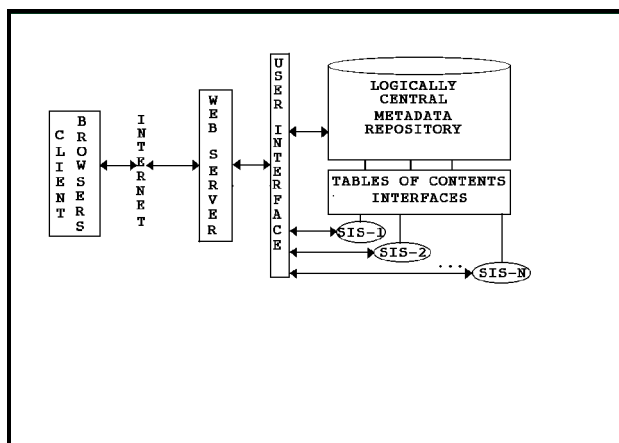 CLIENT
BROWSERS
INTERNET
WEB SERVER
USER INTERFACE
LOGICALLY
CENTRAL
METADATA
REPOSITORY
TABLES OF CONTENTS
INTERFACES
SIS-1
SIS-2
...
SIS-N